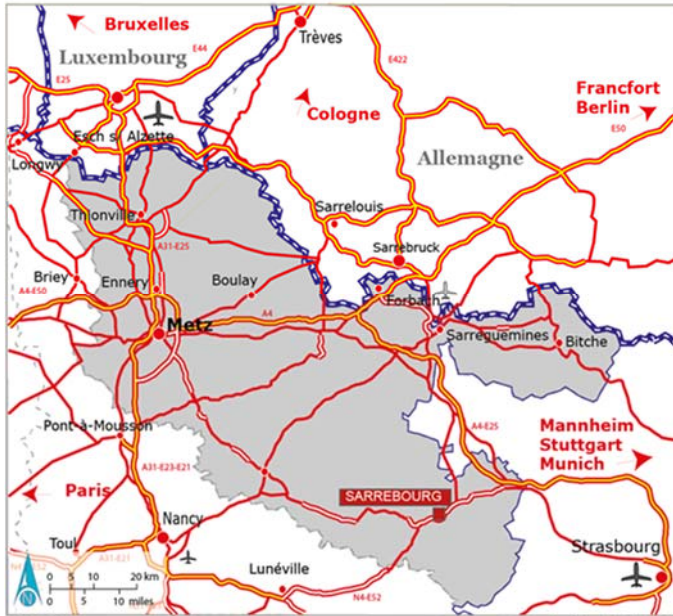 Bruxelles
Luxembourg
E44
Trèves
E25
E422
Francfort
Berlin
Cologne
E50
Esch s/ Alzette
Longwy
Allemagne
Thionville
Sarrelouis
A31-E25
Sarrebruck
Briey
Ennery
Boulay
A4-E50
Forbach
A4
Metz
Sarreguemines
Bitche
Pont-à-Mousson
A4-E25
Mannheim
Stuttgart
Munich
A31-E23-E21
Paris
SARREBOURG
Nancy
Toul
Strasbourg
A31-E21
Lunéville
N4-E52
0 5 10 20 km
0 5 10 miles
N
N4-E52